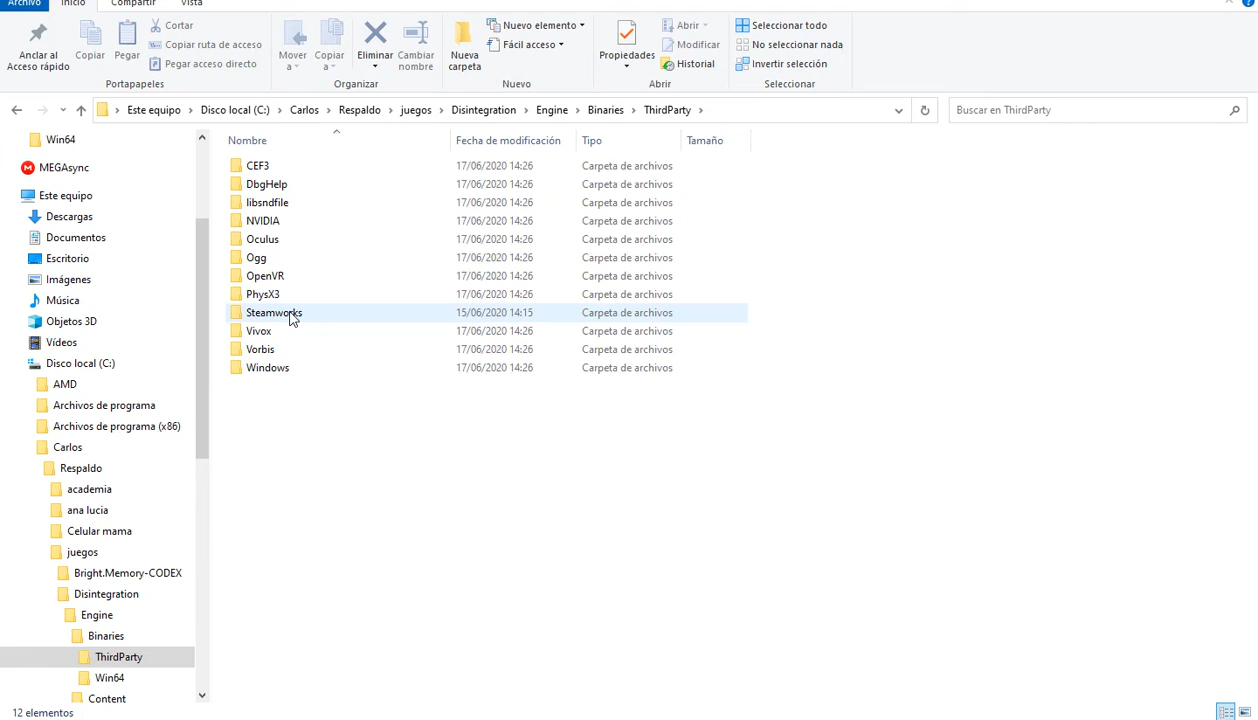 Archivo Inicio Compartir Vista
Anclar al Acceso rápido
Copiar
Pegar
Cortar
Copiar ruta de acceso
Pegar acceso directo
Portapapeles
Mover a
Copiar a
Eliminar
Cambiar nombre
Organizar
Nueva carpeta
Nuevo elemento
Fácil acceso
Nuevo
Propiedades
Abrir
Modificar
Historial
Abrir
Seleccionar todo
No seleccionar nada
Invertir selección
Seleccionar
Este equipo > Disco local (C:) > Carlos > Respaldo > juegos > Disintegration > Engine > Binaries > ThirdParty >
Buscar en ThirdParty
Win64
MEGAsync
Este equipo
Descargas
Documentos
Escritorio
Imágenes
Música
Objetos 3D
Vídeos
Disco local (C:)
AMD
Archivos de programa
Archivos de programa (x86)
Carlos
Respaldo
academia
ana lucia
Celular mama
juegos
Bright.Memory-CODEX
Disintegration
Engine
Binaries
ThirdParty
Win64
Content
Nombre Fecha de modificación Tipo Tamaño
CEF3 17/06/2020 14:26 Carpeta de archivos
DbgHelp 17/06/2020 14:26 Carpeta de archivos
libsndfile 17/06/2020 14:26 Carpeta de archivos
NVIDIA 17/06/2020 14:26 Carpeta de archivos
Oculus 17/06/2020 14:26 Carpeta de archivos
Ogg 17/06/2020 14:26 Carpeta de archivos
OpenVR 17/06/2020 14:26 Carpeta de archivos
PhysX3 17/06/2020 14:26 Carpeta de archivos
Steamworks 15/06/2020 14:15 Carpeta de archivos
Vivox 17/06/2020 14:26 Carpeta de archivos
Vorbis 17/06/2020 14:26 Carpeta de archivos
Windows 17/06/2020 14:26 Carpeta de archivos
12 elementos